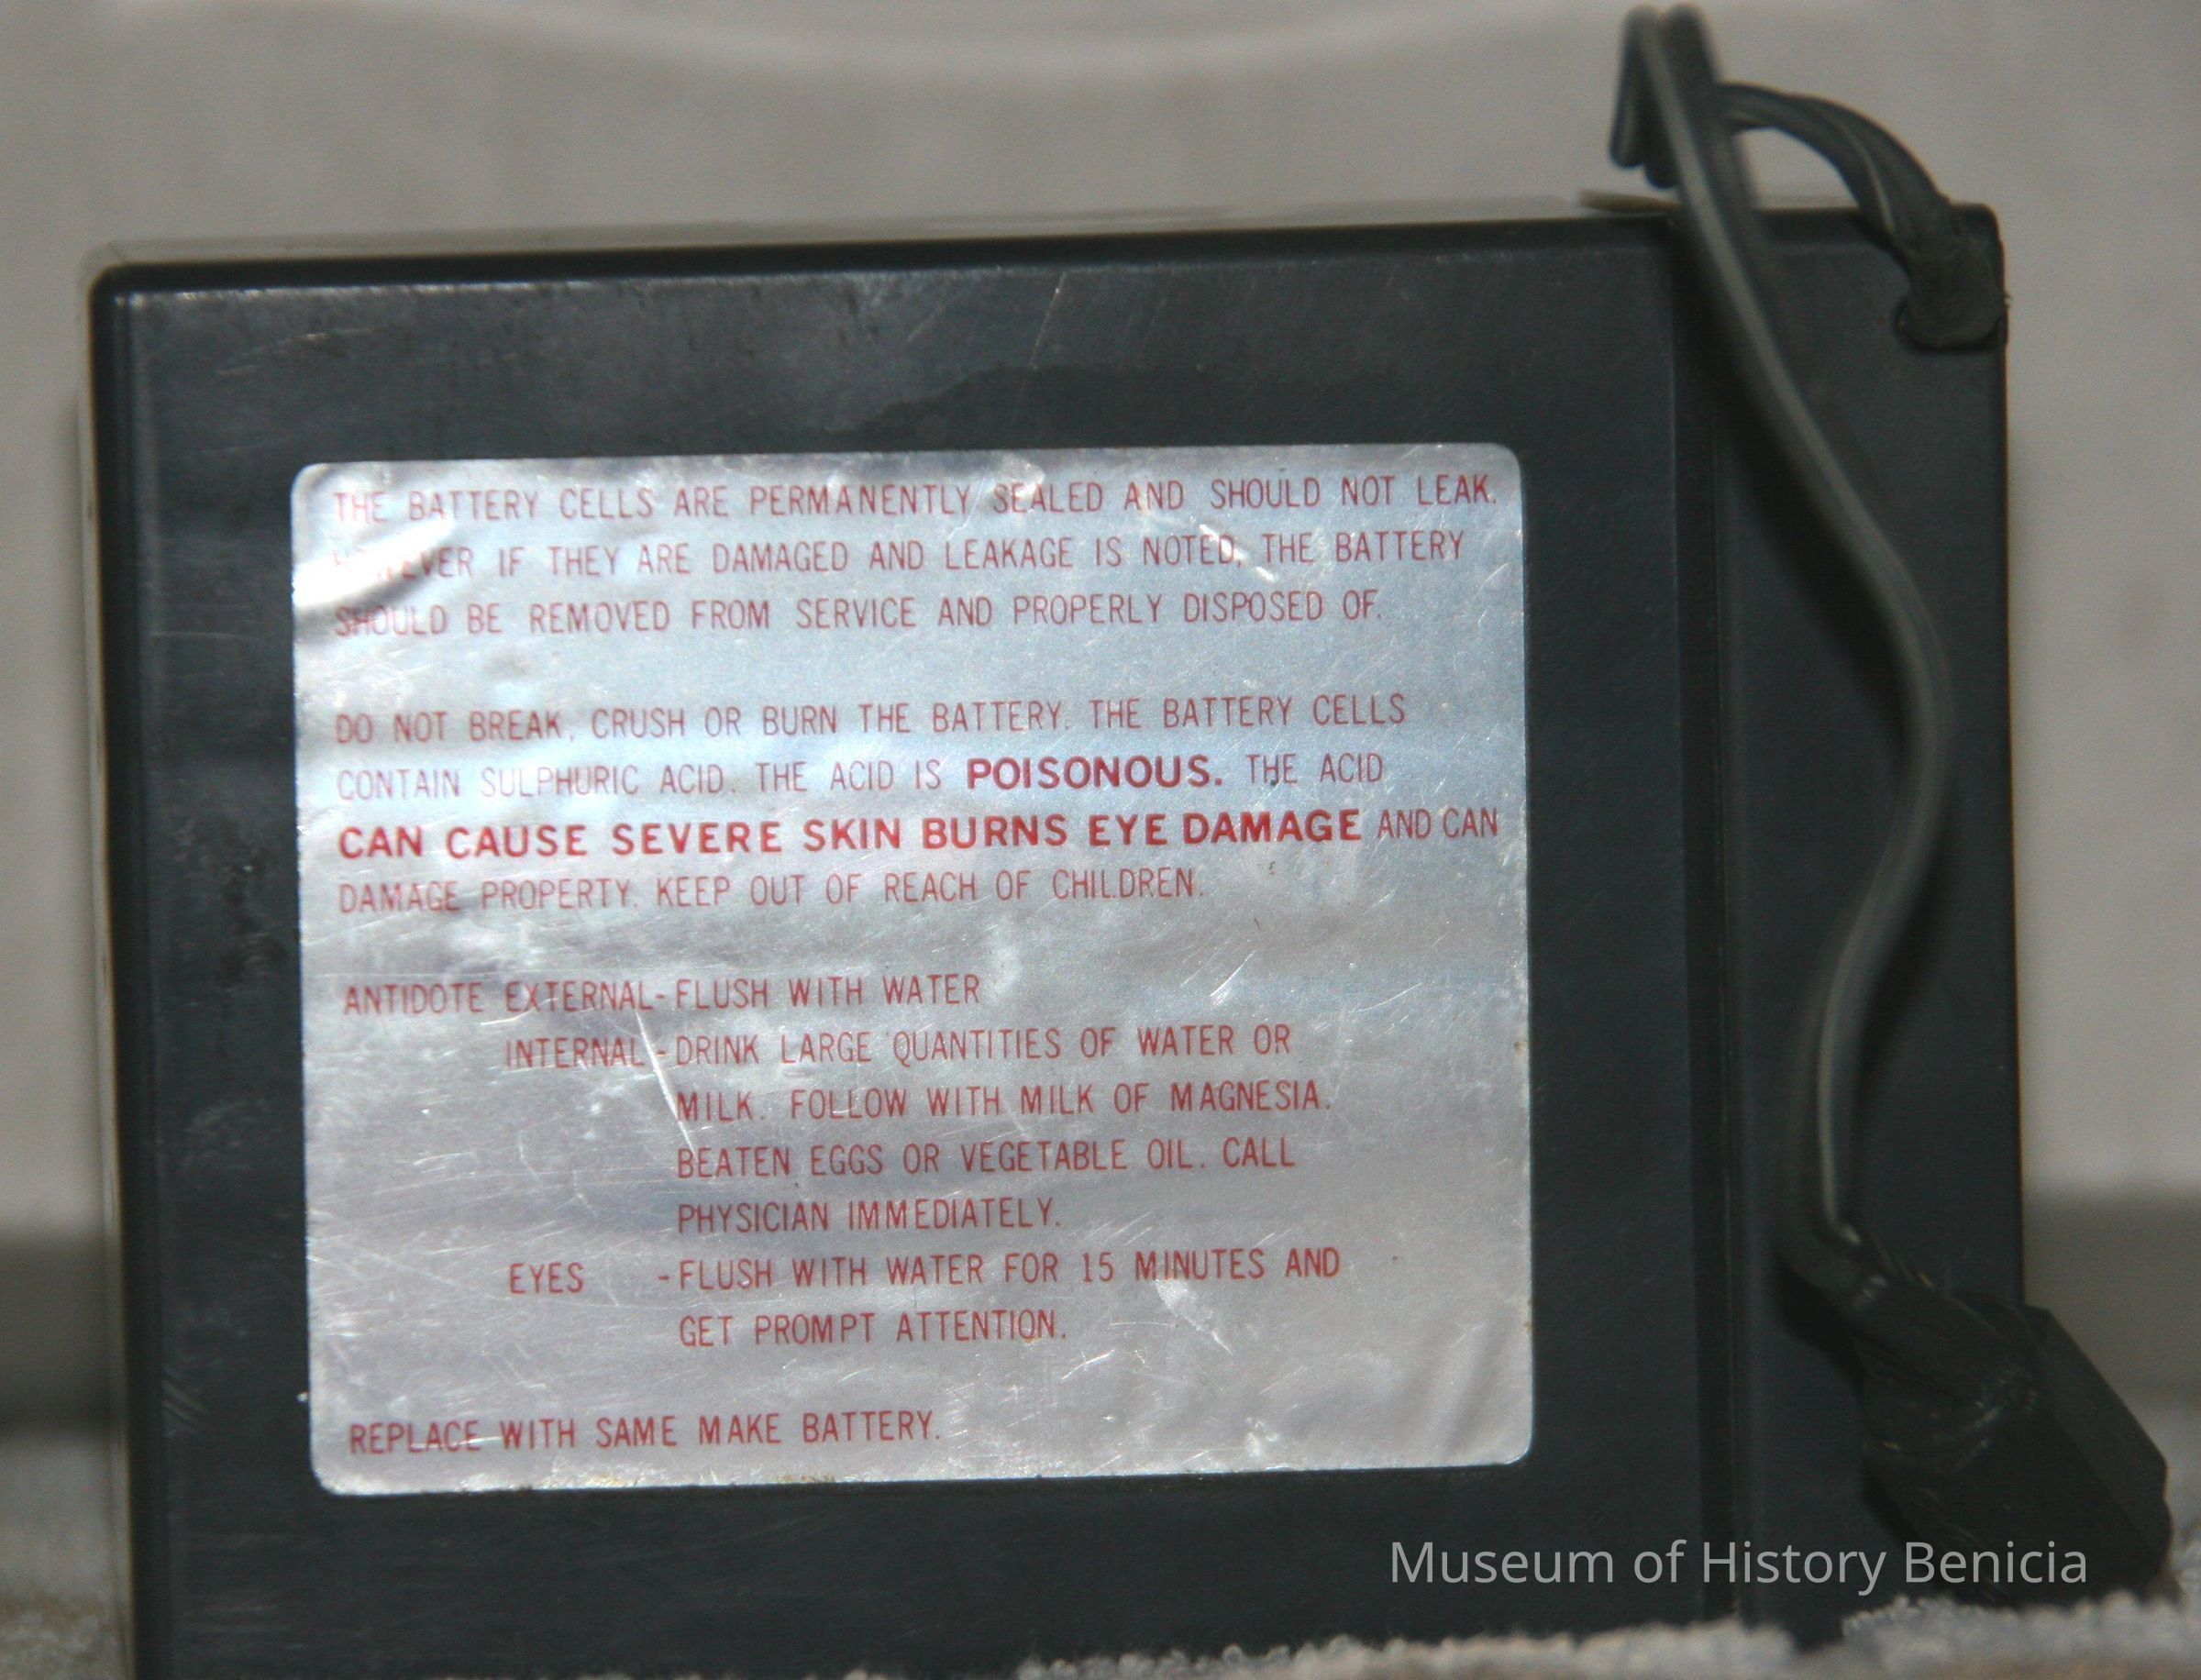 THE BATTERY CELLS ARE PERMANENTLY SEALED AND SHOULD NOT LEAK.
HOWEVER IF THEY ARE DAMAGED AND LEAKAGE IS NOTED, THE BATTERY
SHOULD BE REMOVED FROM SERVICE AND PROPERLY DISPOSED OF.
DO NOT BREAK, CRUSH OR BURN THE BATTERY. THE BATTERY CELLS
CONTAIN SULPHURIC ACID. THE ACID IS POISONOUS. THE ACID
CAN CAUSE SEVERE SKIN BURNS EYE DAMAGE AND CAN
DAMAGE PROPERTY. KEEP OUT OF REACH OF CHILDREN.
ANTIDOTE EXTERNAL-FLUSH WITH WATER
INTERNAL-DRINK LARGE QUANTITIES OF WATER OR
MILK. FOLLOW WITH MILK OF MAGNESIA.
BEATEN EGGS OR VEGETABLE OIL. CALL
PHYSICIAN IMMEDIATELY.
EYES -FLUSH WITH WATER FOR 15 MINUTES AND
GET PROMPT ATTENTION.
REPLACE WITH SAME MAKE BATTERY.
Museum of History Benicia